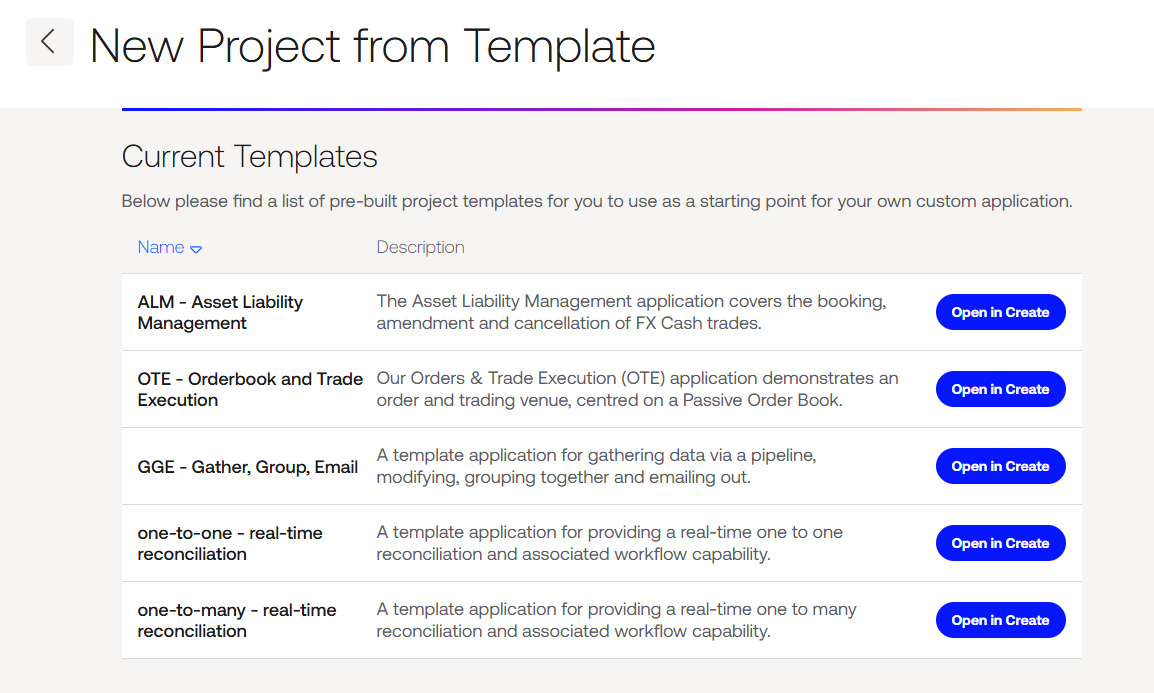 New Project from Template
Current Templates
Below please find a list of pre-built project templates for you to use as a starting point for your own custom application.
Name Description
ALM - Asset Liability
Management
The Asset Liability Management application covers the booking,
amendment and cancellation of FX Cash trades.
Open in Create
OTE - Orderbook and Trade
Execution
Our Orders & Trade Execution (OTE) application demonstrates an
order and trading venue, centred on a Passive Order Book.
Open in Create
GGE - Gather, Group, Email
A template application for gathering data via a pipeline,
modifying, grouping together and emailing out.
Open in Create
one-to-one - real-time
reconciliation
A template application for providing a real-time one to one
reconciliation and associated workflow capability.
Open in Create
one-to-many - real-time
reconciliation
A template application for providing a real-time one to many
reconciliation and associated workflow capability.
Open in Create